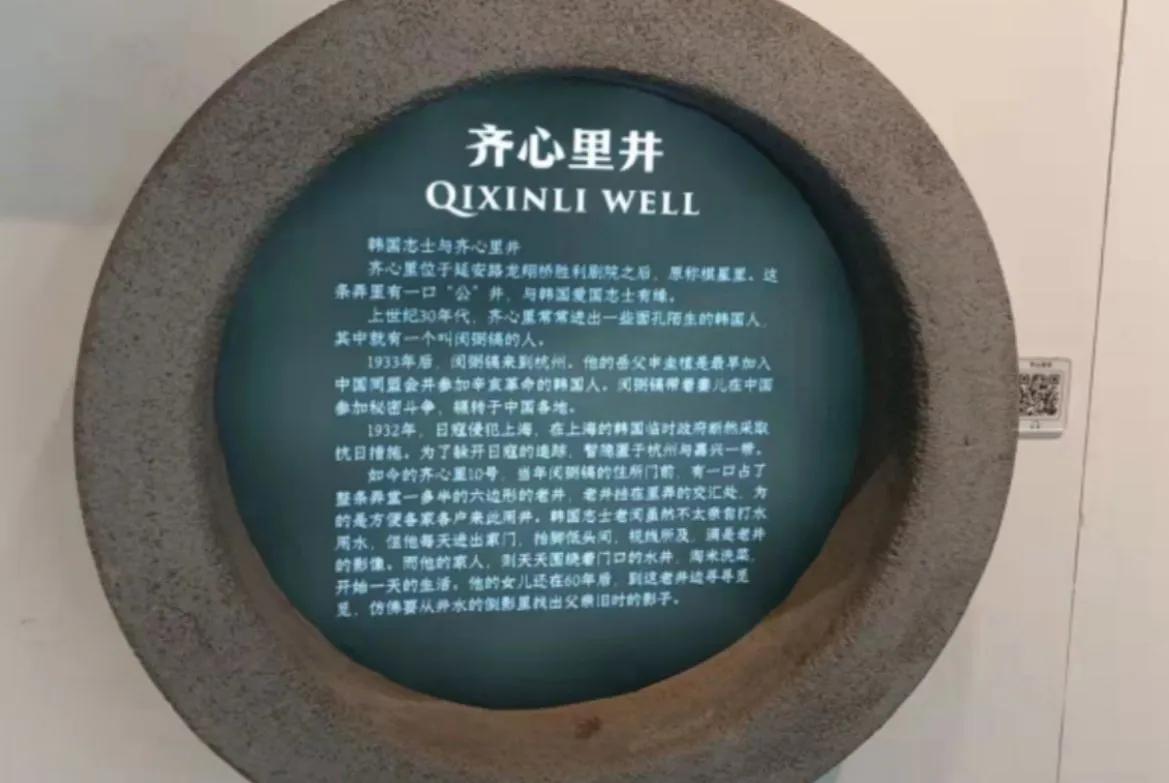 齐心里井
QIXINLI WELL
韩国志士与齐心里井
齐心里位于延安路龙翔桥胜利剧院之后，原称棋星里。这
条弄里有一口“公”井，与韩国爱国志士有缘。
上世纪30年代，齐心里常常进出一些面孔陌生的韩国人，
其中就有一个叫闵弼镐的人。
1933年后，闵弼镐来到杭州。他的岳父申圭植是最早加入
中国同盟会并参加辛亥革命的韩国人。闵弼镐带着妻儿在中国
参加秘密斗争，辗转于中国各地。
1932年，日寇侵犯上海，在上海的韩国临时政府断然采取
抗日措施。为了躲开日寇的追踪，暂隐匿于杭州与嘉兴一带。
如今的齐心里10号，当年闵弼镐的住所门前，有一口占了
整条弄堂一多半的六边形的老井，老井挡在里弄的交汇处，为
的是方便各家各户来此用井。韩国志士老闵虽然不太亲自打水
用水，但他每天进出家门，抬脚低头间，视线所及，满是老井
的影像。而他的家人，则天天围绕着门口的水井，淘米洗菜，
开始一天的生活。他的女儿还在60年后，到这老井边寻寻觅
觅，仿佛要从井水的倒影里找出父亲旧时的影子。